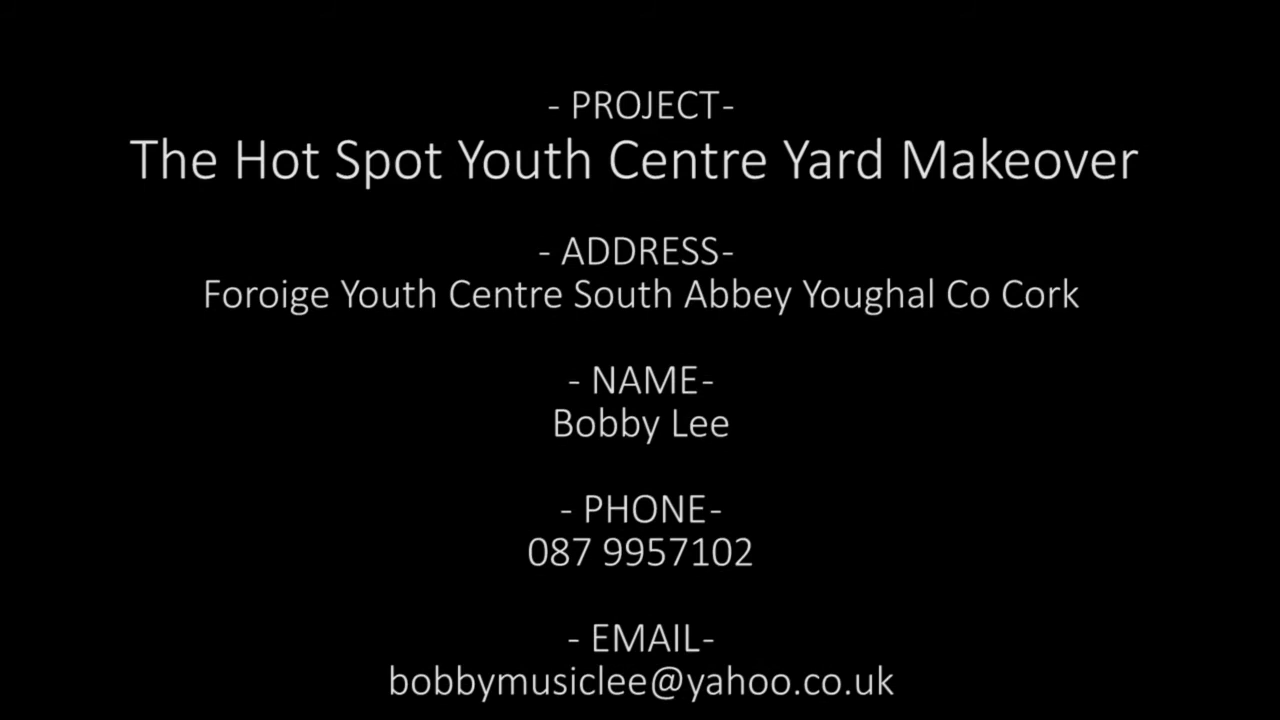 - PROJECT-
The Hot Spot Youth Centre Yard Makeover
- ADDRESS-
Foroige Youth Centre South Abbey Youghal Co Cork
- NAME-
Bobby Lee
- PHONE-
087 9957102
- EMAIL-
bobbymusiclee@yahoo.co.uk